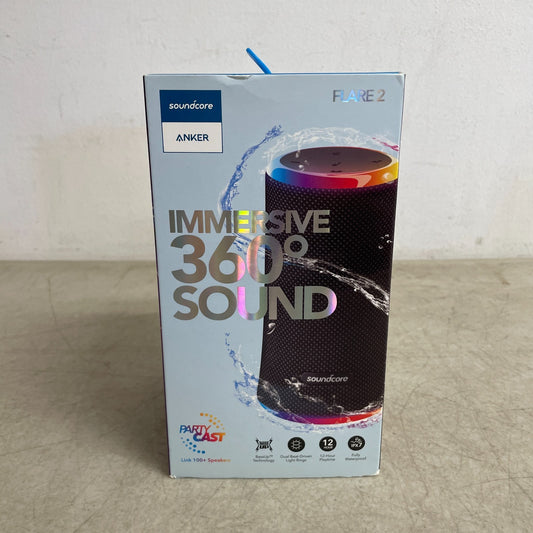 soundcore
ANKER
FLARE 2
IMMERSIVE
360°
SOUND
soundcore
PARTY
CAST
Link 100+ Speakers
BassUp™
Technology
Dual Beat-Driven
Light Rings
12
12-Hour
Playtime
IPX7
Fully
Waterproof